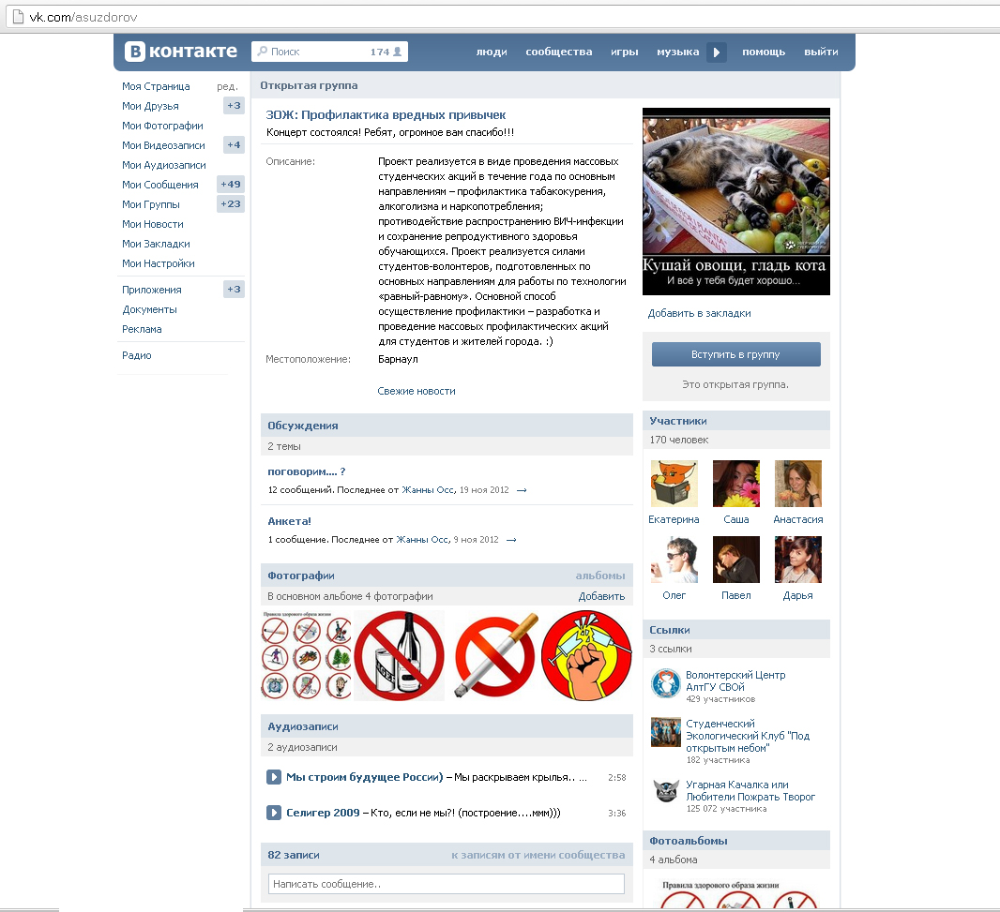 vk.com/asuzdorov
В контакте
Поиск
174
люди
сообщества
игры
музыка
помощь
выйти
Моя Страница
ред.
Мои Друзья
+3
Мои Фотографии
Мои Видеозаписи
+4
Мои Аудиозаписи
Мои Сообщения
+49
Мои Группы
+23
Мои Новости
Мои Закладки
Мои Настройки
Приложения
+3
Документы
Реклама
Радио
Открытая группа
ЗОЖ: Профилактика вредных привычек
Концерт состоялся! Ребят, огромное вам спасибо!!!
Описание:
Проект реализуется в виде проведения массовых
студенческих акций в течение года по основным
направлениям – профилактика табакокурения,
алкоголизма и наркопотребления;
противодействие распространению ВИЧ-инфекции
и сохранение репродуктивного здоровья
обучающихся. Проект реализуется силами
студентов-волонтеров, подготовленных по
основных направлениям для работы по технологии
«равный-равному». Основной способ
осуществление профилактики – разработка и
проведение массовых профилактических акций
для студентов и жителей города. :)
Местоположение:
Барнаул
Свежие новости
Обсуждения
2 темы
поговорим.... ?
12 сообщений. Последнее от Жанны Осс, 19 ноя 2012 →
Анкета!
1 сообщение. Последнее от Жанны Осс, 9 ноя 2012 →
Фотографии
альбомы
В основном альбоме 4 фотографии
Добавить
Правила здорового образа жизни
Аудиозаписи
2 аудиозаписи
Мы строим будущее России) – Мы раскрываем крылья.. ...
2:58
Селигер 2009 – Кто, если не мы?! (построение....ммм)))
3:36
82 записи
к записям от имени сообщества
Написать сообщение..
Кушай овощи, гладь кота
И всё у тебя будет хорошо...
Добавить в закладки
Вступить в группу
Это открытая группа.
Участники
170 человек
Екатерина
Саша
Анастасия
Олег
Павел
Дарья
Ссылки
3 ссылки
Волонтерский Центр
АлтГУ СВОй
429 участников
Студенческий
Экологический Клуб "Под
открытым небом"
182 участника
Угарная Качалка или
Любители Пожрать Творог
125 072 участника
Фотоальбомы
4 альбома
Правила здорового образа жизни